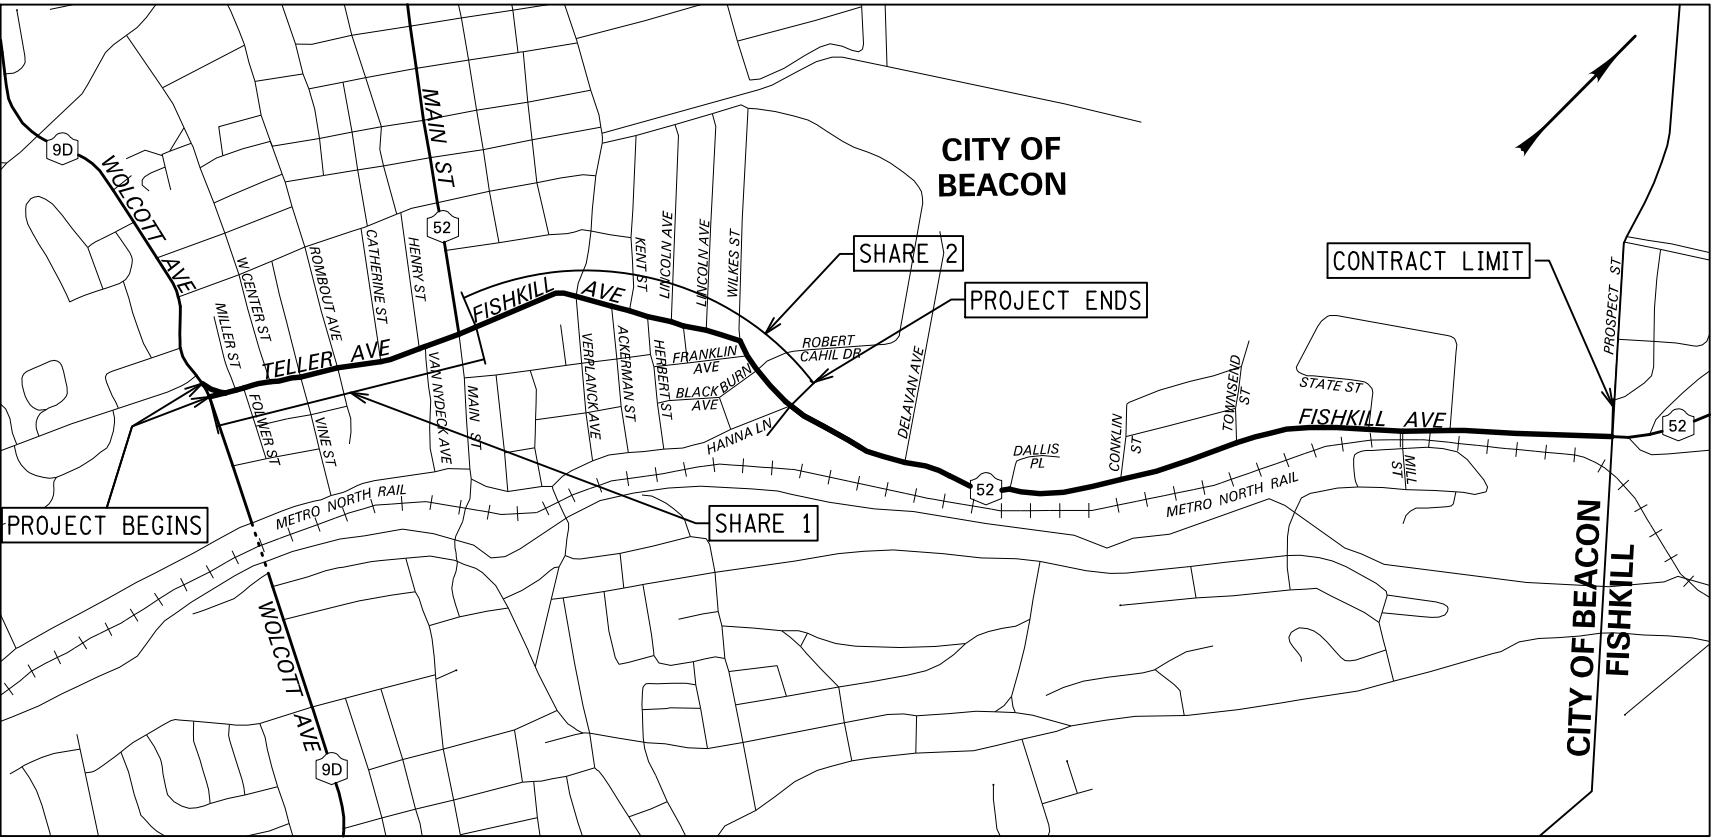 MAIN ST
9D
WOLCOTT AVE
CITY OF
BEACON
52
SHARE 2
CONTRACT LIMIT
PROJECT ENDS
KENT ST
LINCOLON AVE
LINCOLN AVE
WILKES ST
W CENTER ST
ROMBOUT AVE
CATHERINE ST
HENRY ST
MILLER ST
FISHKILL AVE
TELLER AVE
PROSPECT ST
VERPLANCK AVE
ACKERMAN ST
HERBERT ST
FRANKLIN
AVE
BLACKBURN
AVE
ROBERT
CAHIL DR
DELAVAN AVE
TOWNSEND
ST
STATE ST
FISHKILL AVE
52
FOLWER ST
VINE ST
VAN NYDECK AVE
MAIN ST
HANNA LN
DALLIS
PL
CONKLIN
ST
MILL
ST
52
METRO NORTH RAIL
METRO NORTH RAIL
PROJECT BEGINS
SHARE 1
CITY OF BEACON
FISHKILL
WOLCOTT AVE
9D